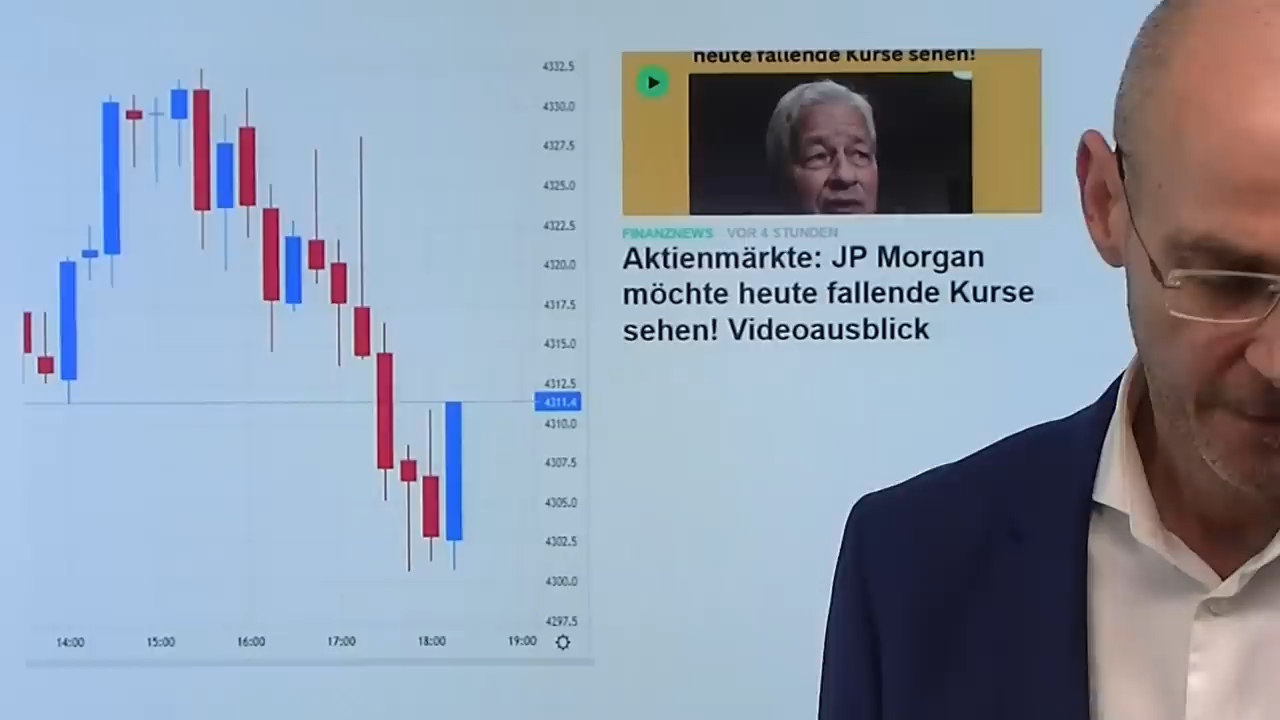 4332.5
4330.0
4327.5
4325.0
4322.5
4320.0
4317.5
4315.0
4312.5
4311.4
4310.0
4307.5
4305.0
4302.5
4300.0
4297.5
14:00 15:00 16:00 17:00 18:00 19:00
heute fallende Kurse sehen!
FINANZNEWS VOR 4 STUNDEN
Aktienmärkte: JP Morgan
möchte heute fallende Kurse
sehen! Videoausblick